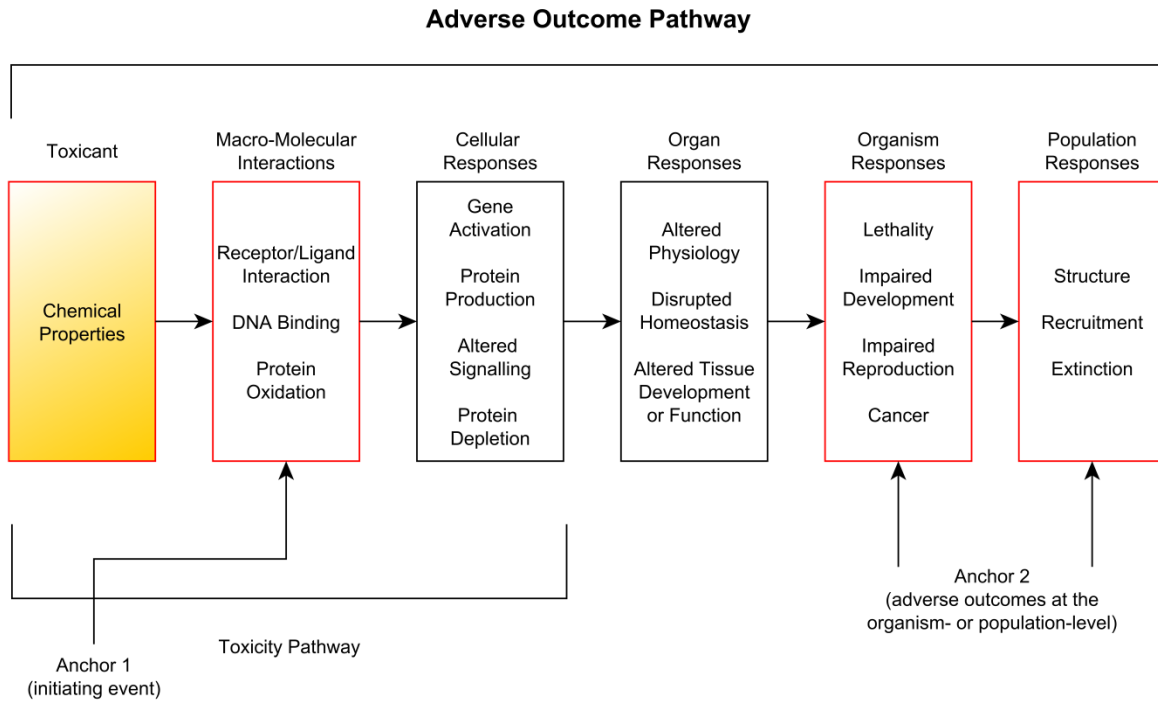 Adverse Outcome Pathway
Toxicant
Macro-Molecular
Interactions
Cellular
Responses
Organ
Responses
Organism
Responses
Population
Responses
Chemical
Properties
Receptor/Ligand
Interaction
DNA Binding
Protein
Oxidation
Gene
Activation
Protein
Production
Altered
Signalling
Protein
Depletion
Altered
Physiology
Disrupted
Homeostasis
Altered Tissue
Development
or Function
Lethality
Impaired
Development
Impaired
Reproduction
Cancer
Structure
Recruitment
Extinction
Toxicity Pathway
Anchor 1
(initiating event)
Anchor 2
(adverse outcomes at the
organism- or population-level)